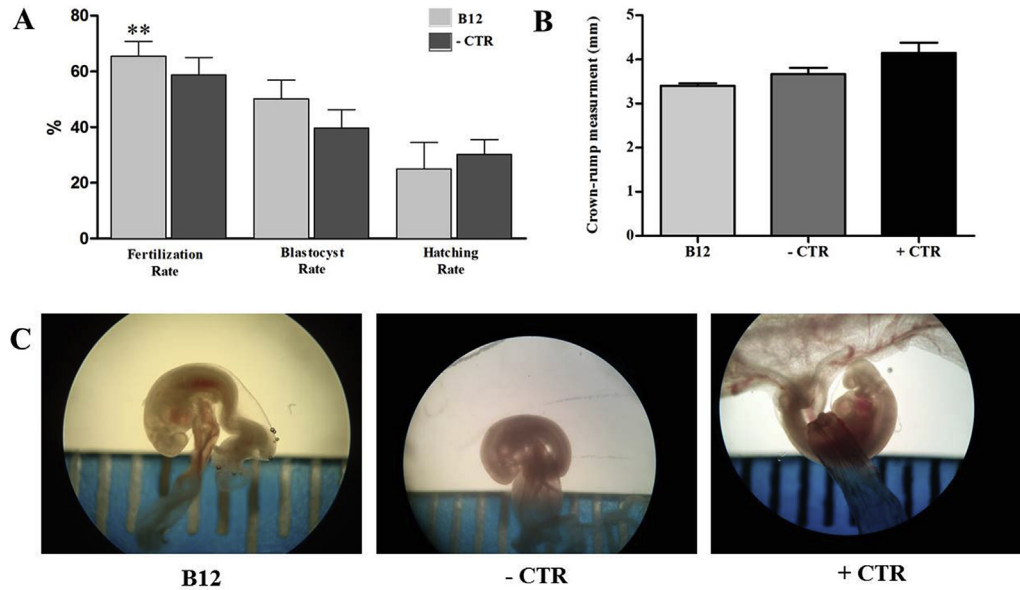 A
80
60
40
20
0
%
**
B12
- CTR
Fertilization
Rate
Blastocyst
Rate
Hatching
Rate
B
Crown-rump measurment (mm)
5
4
3
2
1
0
B12
- CTR
+ CTR
C
B12
- CTR
+ CTR